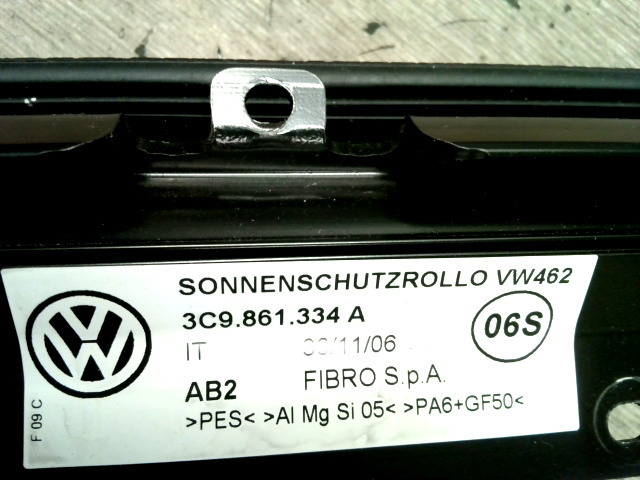 SONNENSCHUTZROLLO VW462
3C9.861.334 A
06S
IT
AB2
FIBRO S.p.A.
>PES< >Al Mg Si 05< >PA6+GF50<
F 09 C